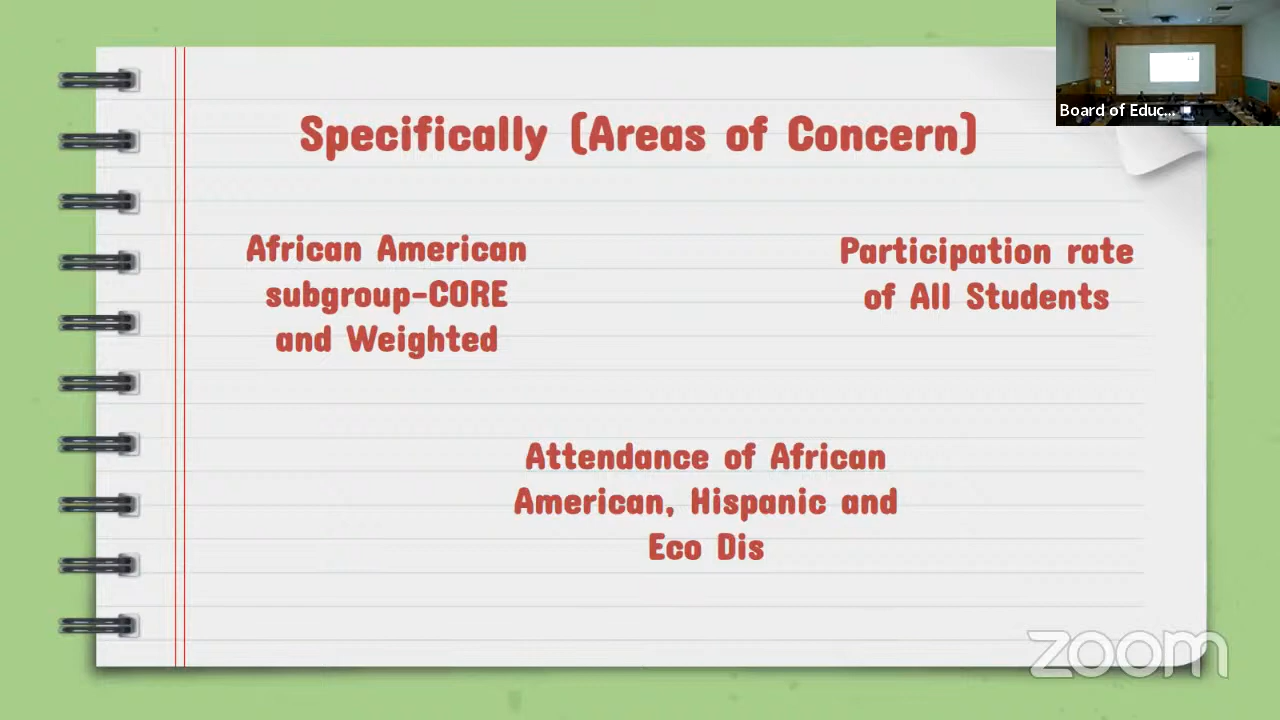 Board of Educ...
Specifically (Areas of Concern)
African American
subgroup-CORE
and Weighted
Participation rate
of All Students
Attendance of African
American, Hispanic and
Eco Dis
zoom